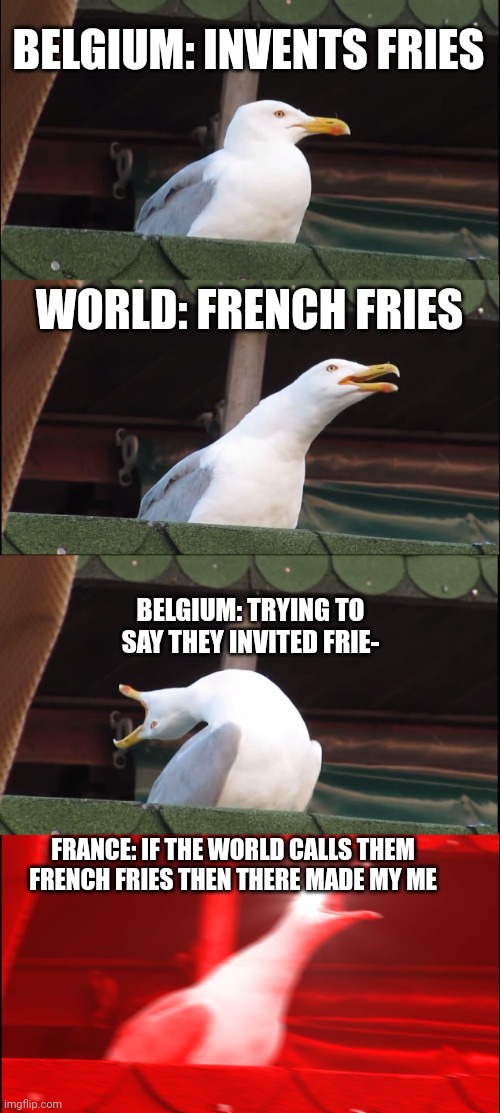 BELGIUM: INVENTS FRIES
WORLD: FRENCH FRIES
BELGIUM: TRYING TO
SAY THEY INVITED FRIE-
FRANCE: IF THE WORLD CALLS THEM
FRENCH FRIES THEN THERE MADE MY ME
imgflip.com